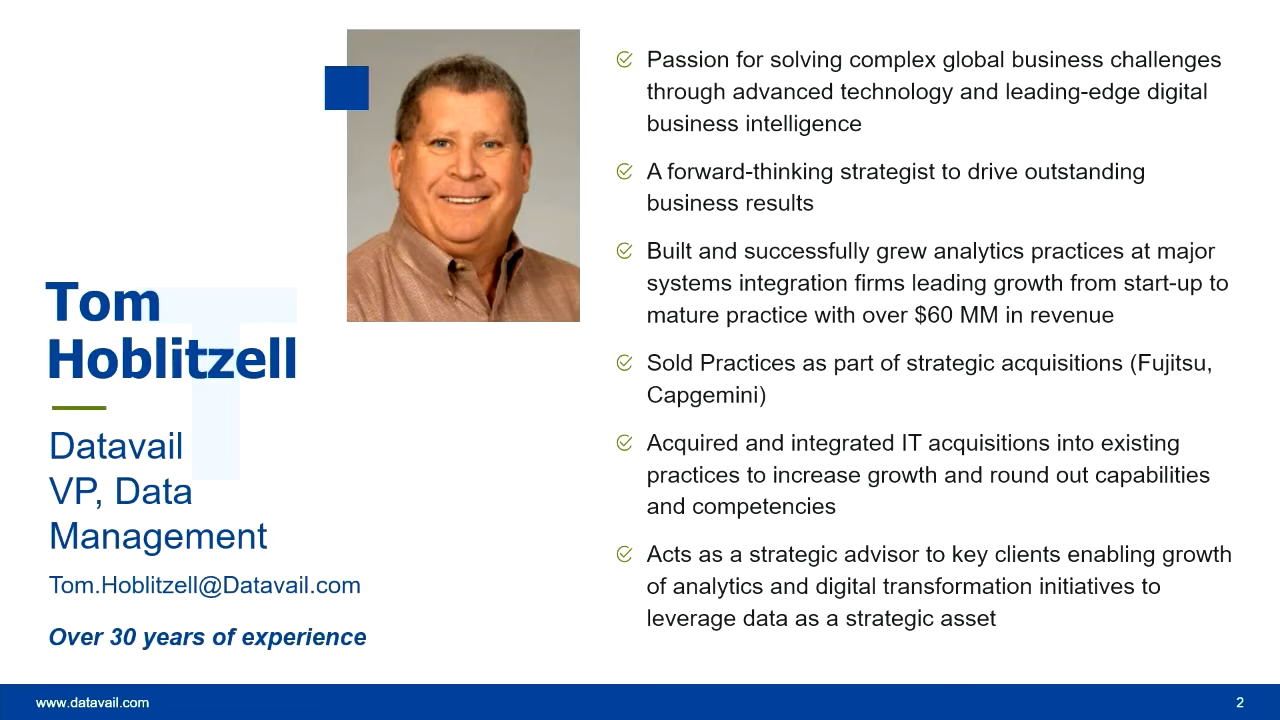 Tom
Hoblitzell
Datavail
VP, Data
Management
Tom.Hoblitzell@Datavail.com
Over 30 years of experience
Passion for solving complex global business challenges
through advanced technology and leading-edge digital
business intelligence
A forward-thinking strategist to drive outstanding
business results
Built and successfully grew analytics practices at major
systems integration firms leading growth from start-up to
mature practice with over $60 MM in revenue
Sold Practices as part of strategic acquisitions (Fujitsu,
Capgemini)
Acquired and integrated IT acquisitions into existing
practices to increase growth and round out capabilities
and competencies
Acts as a strategic advisor to key clients enabling growth
of analytics and digital transformation initiatives to
leverage data as a strategic asset
www.datavail.com
2